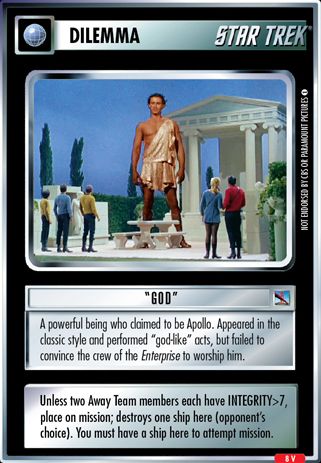 DILEMMA
STAR TREK®
NOT ENDORSED BY CBS OR PARAMOUNT PICTURES
"GOD"
A powerful being who claimed to be Apollo. Appeared in the
classic style and performed "god-like" acts, but failed to
convince the crew of the Enterprise to worship him.
Unless two Away Team members each have INTEGRITY>7,
place on mission; destroys one ship here (opponent's
choice). You must have a ship here to attempt mission.
8 V